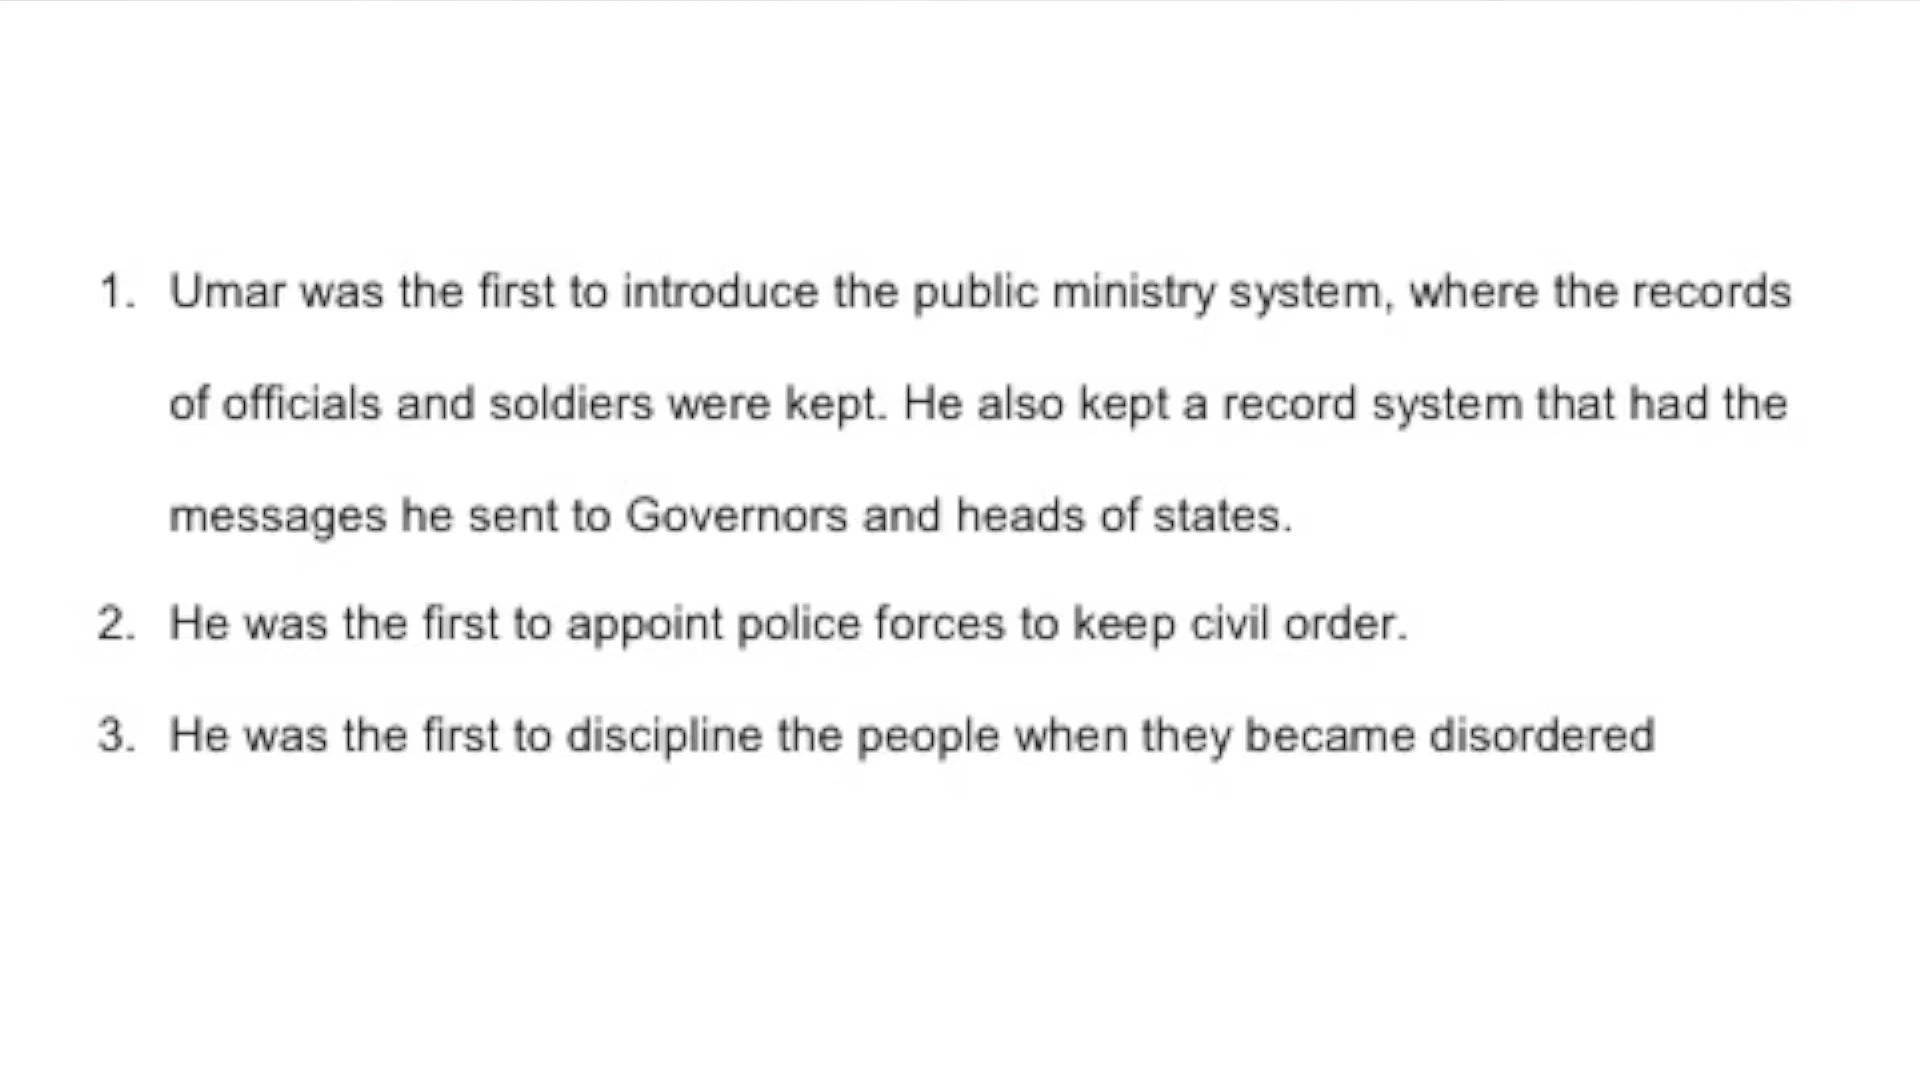 1. Umar was the first to introduce the public ministry system, where the records
of officials and soldiers were kept. He also kept a record system that had the
messages he sent to Governors and heads of states.
2. He was the first to appoint police forces to keep civil order.
3. He was the first to discipline the people when they became disordered